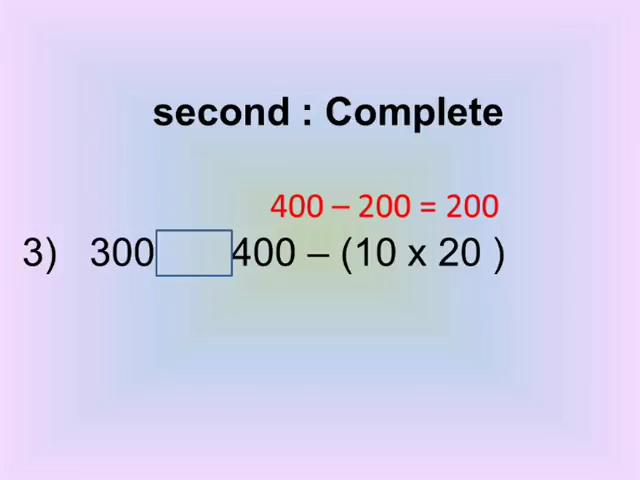 second : Complete
400 – 200 = 200
3) 300 400 – (10 x 20 )